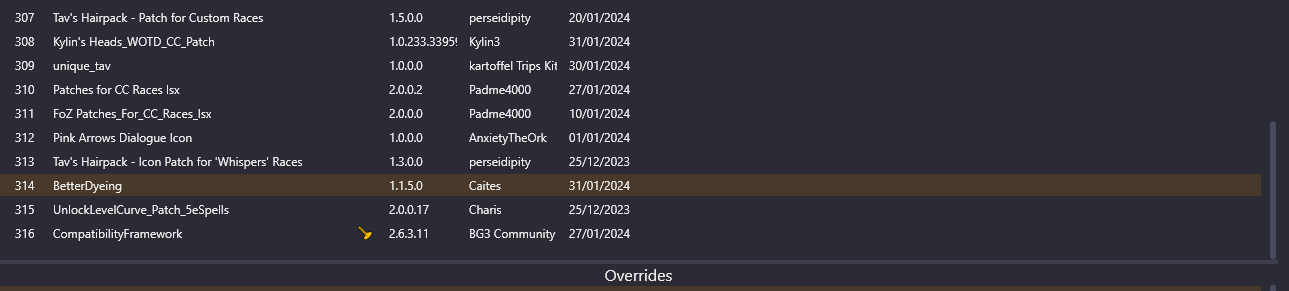 307 Tav's Hairpack - Patch for Custom Races 1.5.0.0 perseidipity 20/01/2024
308 Kylin's Heads_WOTD_CC_Patch 1.0.233.3395 Kylin3 31/01/2024
309 unique_tav 1.0.0.0 kartoffel Trips Kit 30/01/2024
310 Patches for CC Races lsx 2.0.0.2 Padme4000 27/01/2024
311 FoZ Patches_For_CC_Races_lsx 2.0.0.0 Padme4000 10/01/2024
312 Pink Arrows Dialogue Icon 1.0.0.0 AnxietyTheOrk 01/01/2024
313 Tav's Hairpack - Icon Patch for 'Whispers' Races 1.3.0.0 perseidipity 25/12/2023
314 BetterDyeing 1.1.5.0 Caites 31/01/2024
315 UnlockLevelCurve_Patch_5eSpells 2.0.0.17 Charis 25/12/2023
316 CompatibilityFramework 2.6.3.11 BG3 Community 27/01/2024
Overrides